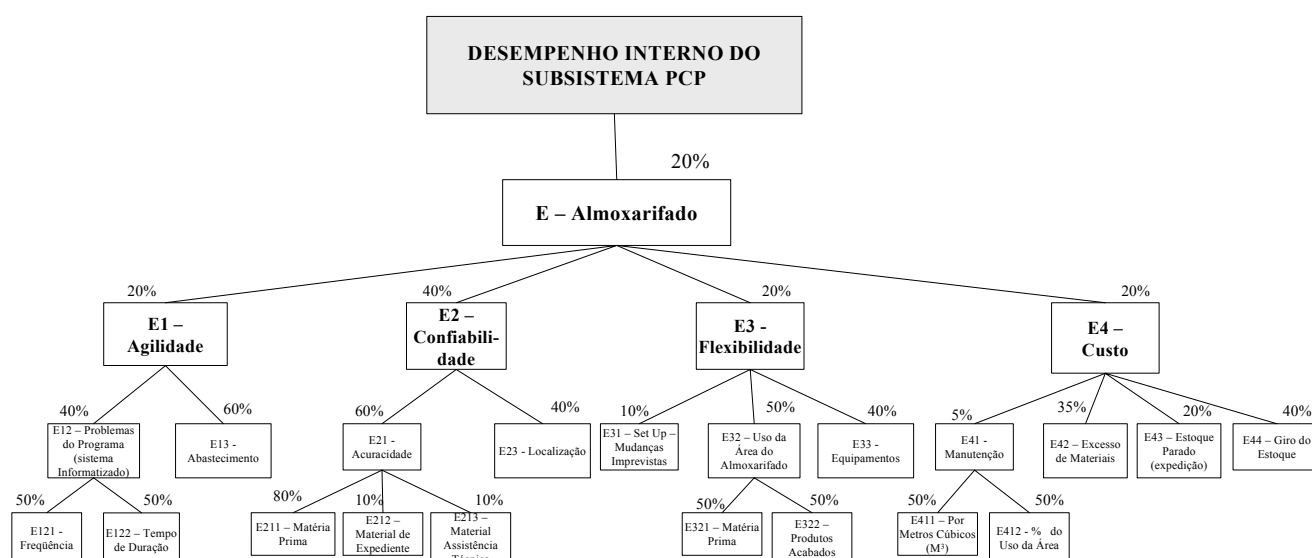 DESEMPENHO INTERNO DO
SUBSISTEMA PCP
20%
E – Almoxarifado
20%
40%
20%
20%
E1 –
Agilidade
E2 –
Confiabili-
dade
E3 -
Flexibilidade
E4 –
Custo
40%
60%
60%
40%
10%
50%
40%
5%
35%
20%
40%
E12 – Problemas
do Programa
(sistema
Informatizado)
E13 -
Abastecimento
E21 -
Acuracidade
E23 - Localização
E31 – Set Up –
Mudanças
Imprevistas
E32 – Uso da
Área do
Almoxarifado
E33 -
Equipamentos
E41 -
Manutenção
E42 – Excesso
de Materiais
E43 – Estoque
Parado
(expedição)
E44 – Giro do
Estoque
50%
50%
80%
10%
10%
50%
50%
50%
50%
E121 -
Freqüência
E122 – Tempo
de Duração
E211 – Matéria
Prima
E212 –
Material de
Expediente
E213 –
Material
Assistência
Técnica
E321 – Matéria
Prima
E322 –
Produtos
Acabados
E411 – Por
Metros Cúbicos
(M³)
E412 - % do
Uso da Área